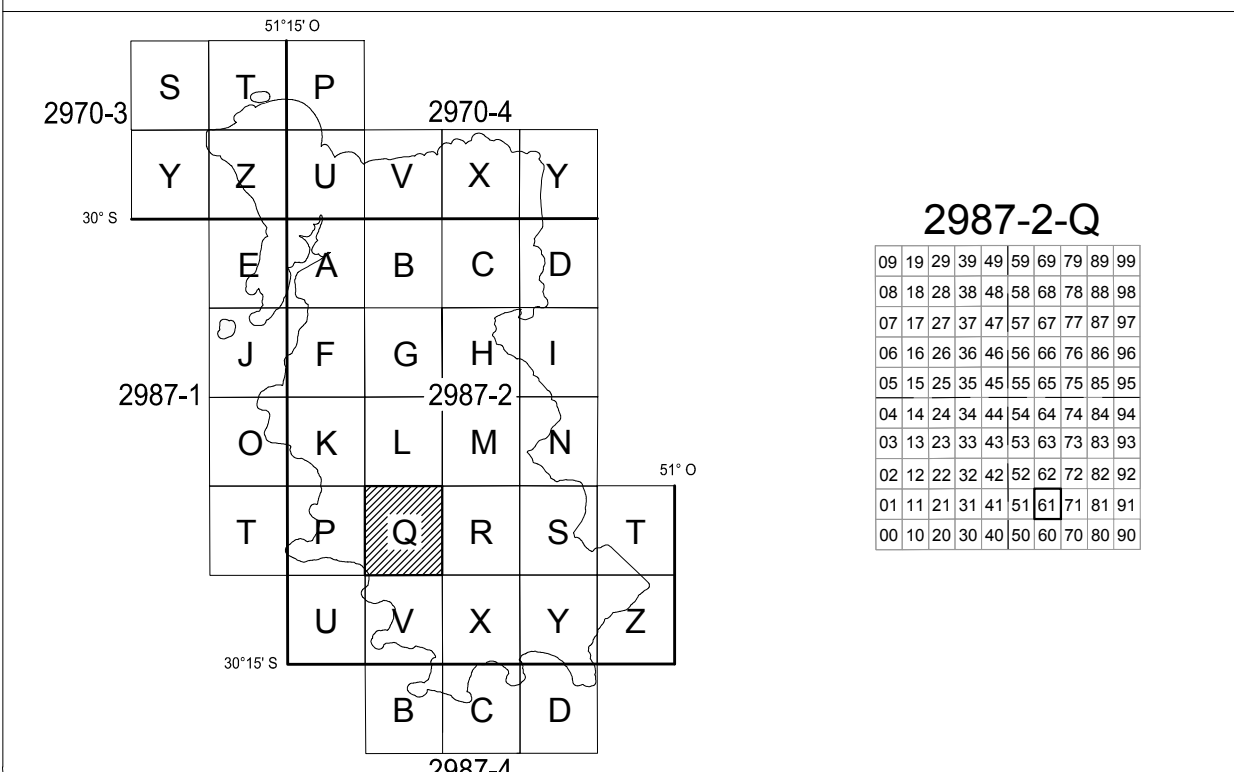 51°15' O
S T P
2970-3 2970-4
Y Z U V X Y
30° S
E A B C D
J F G H I
2987-1 2987-2
O K L M N
51° O
T P Q R S T
U V X Y Z
30°15' S
B C D
2987-4
2987-2-Q
09 19 29 39 49 59 69 79 89 99
08 18 28 38 48 58 68 78 88 98
07 17 27 37 47 57 67 77 87 97
06 16 26 36 46 56 66 76 86 96
05 15 25 35 45 55 65 75 85 95
04 14 24 34 44 54 64 74 84 94
03 13 23 33 43 53 63 73 83 93
02 12 22 32 42 52 62 72 82 92
01 11 21 31 41 51 61 71 81 91
00 10 20 30 40 50 60 70 80 90